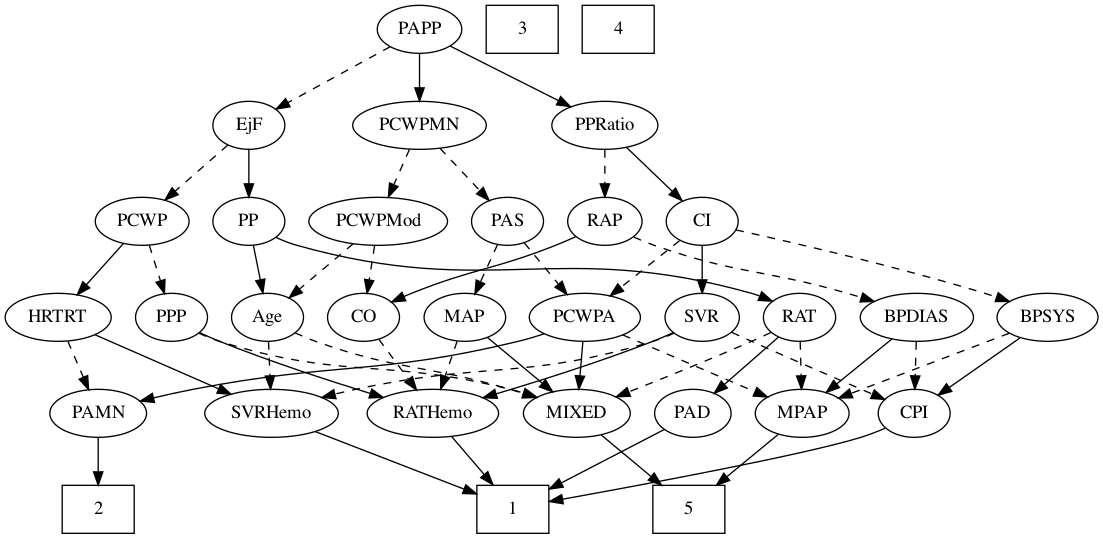 PAPP 3 4
EjF PCWPMN PPRatio
PCWP PP PCWPMod PAS RAP CI
HRTRT PPP Age CO MAP PCWPA SVR RAT BPDIAS BPSYS
PAMN SVRHemo RATHemo MIXED PAD MPAP CPI
2 1 5